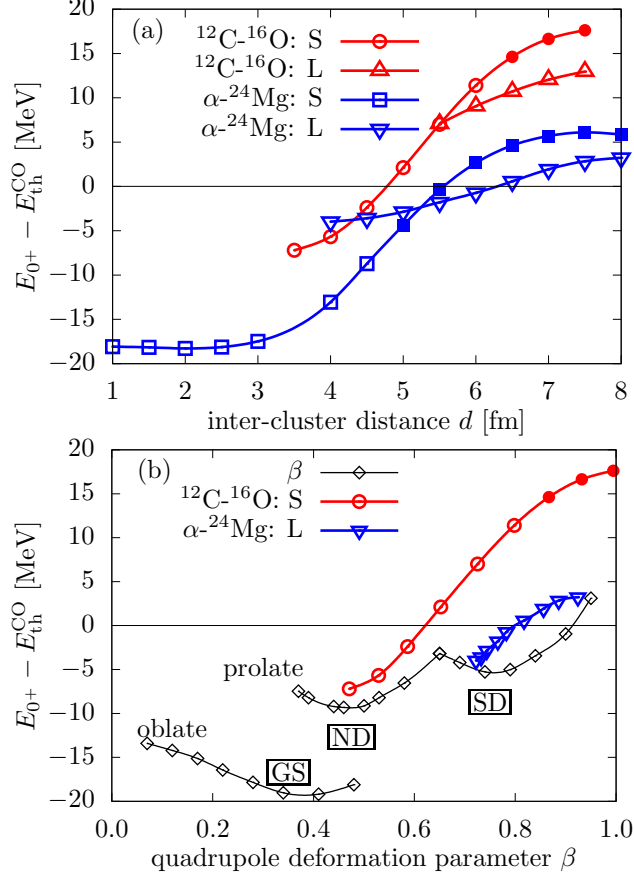 (a)
¹²C-¹⁶O: S
¹²C-¹⁶O: L
α-²⁴Mg: S
α-²⁴Mg: L
20
15
10
5
0
−5
−10
−15
−20
E₀₊ − E_th^CO [MeV]
1 2 3 4 5 6 7 8
inter-cluster distance d [fm]
(b)
β
¹²C-¹⁶O: S
α-²⁴Mg: L
20
15
10
5
0
−5
−10
−15
−20
E₀₊ − E_th^CO [MeV]
prolate
oblate
SD
ND
GS
0.0 0.2 0.4 0.6 0.8 1.0
quadrupole deformation parameter β